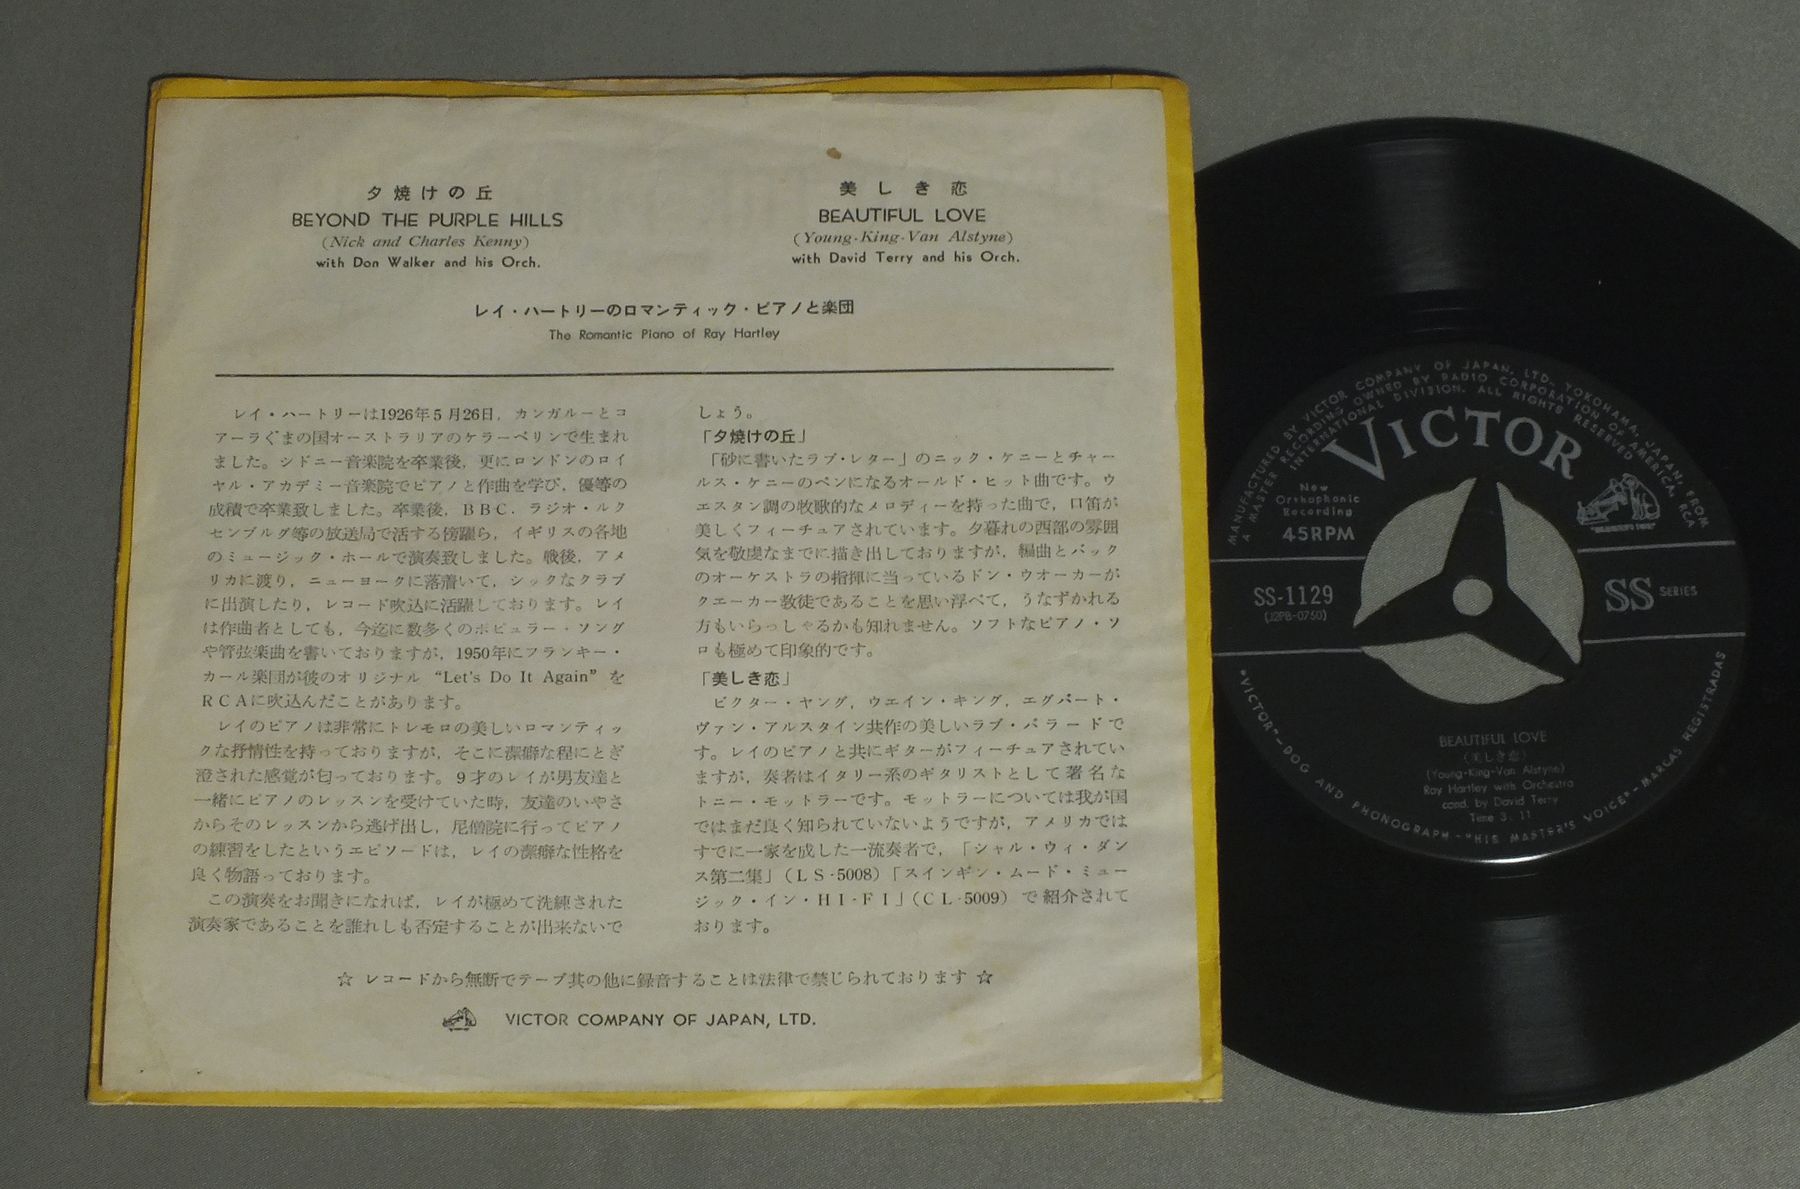 夕焼けの丘
BEYOND THE PURPLE HILLS
(Nick and Charles Kenny)
with Don Walker and his Orch.
美しき恋
BEAUTIFUL LOVE
(Young-King-Van Alstyne)
with David Terry and his Orch.
レイ・ハートリーのロマンティック・ピアノと楽団
The Romantic Piano of Ray Hartley
レイ・ハートリーは1926年5月26日，カンガルーとコ
アーラぐまの国オーストラリアのケラーベリンで生まれ
ました。シドニー音楽院を卒業後，更にロンドンのロイ
ヤル・アカデミー音楽院でピアノと作曲を学び，優等の
成積で卒業致しました。卒業後，BBC．ラジオ・ルク
センブルグ等の放送局で活する傍躍ら，イギリスの各地
のミュージック・ホールで演奏致しました。戦後，アメ
リカに渡り，ニューヨークに落着いて，シックなクラブ
に出演したり，レコード吹込に活躍しております。レイ
は作曲者としても，今迄に数多くのポピュラー・ソング
や管弦楽曲を書いておりますが，1950年にフランキー・
カール楽団が彼のオリジナル “Let's Do It Again” を
RCAに吹込んだことがあります。
レイのピアノは非常にトレモロの美しいロマンティッ
クな抒情性を持っておりますが，そこに潔癖な程にとぎ
澄された感覚が匂っております。9才のレイが男友達と
一緒にピアノのレッスンを受けていた時，友達のいやさ
からそのレッスンから逃げ出し，尼僧院に行ってピアノ
の練習をしたというエピソードは，レイの潔癖な性格を
良く物語っております。
この演奏をお聞きになれば，レイが極めて洗練された
演奏家であることを誰れしも否定することが出来ないで
しょう。
「夕焼けの丘」
「砂に書いたラブ・レター」のニック・ケニーとチャー
ルス・ケニーのペンになるオールド・ヒット曲です。ウ
エスタン調の牧歌的なメロディーを持った曲で，口笛が
美しくフィーチュアされています。夕暮れの西部の雰囲
気を敬虔なまでに描き出しておりますが，編曲とバック
のオーケストラの指揮に当っているドン・ウオーカーが
クエーカー教徒であることを思い浮べて，うなずかれる
方もいらっしゃるかも知れません。ソフトなピアノ・ソ
ロも極めて印象的です。
「美しき恋」
ビクター・ヤング，ウエイン・キング，エグバート・
ヴァン・アルスタイン共作の美しいラブ・バラードで
す。レイのピアノと共にギターがフィーチュアされてい
ますが，奏者はイタリー系のギタリストとして著名な
トニー・モットラーです。モットラーについては我が国
ではまだ良く知られていないようですが，アメリカでは
すでに一家を成した一流奏者で，「シャル・ウィ・ダン
ス第二集」(LS-5008)「スインギン・ムード・ミュー
ジック・イン・HI-FI」(CL-5009) で紹介されて
おります。
☆ レコードから無断でテープ其の他に録音することは法律で禁じられております ☆
VICTOR COMPANY OF JAPAN, LTD.
MANUFACTURED BY VICTOR COMPANY OF JAPAN, LTD., YOKOHAMA, JAPAN, FROM
A MASTER RECORDING OWNED BY RADIO CORPORATION OF AMERICA, RCA
INTERNATIONAL DIVISION. ALL RIGHTS RESERVED
VICTOR
New
Orthophonic
Recording
45RPM
"HIS MASTER'S VOICE"
SS-1129
(J2PB-0750)
SS SERIES
BEAUTIFUL LOVE
(美しき恋)
(Young-King-Van Alstyne)
Ray Hartley with Orchestra
cond. by David Terry
Time 3. 11
"VICTOR"-DOG AND PHONOGRAPH-"HIS MASTER'S VOICE"-MARCAS REGISTRADAS